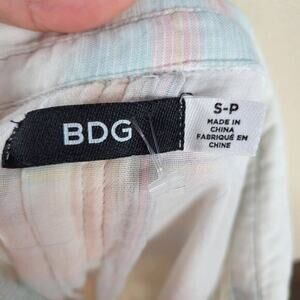 BDG
S-P
MADE IN
CHINA
FABRIQUÉ EN
CHINE